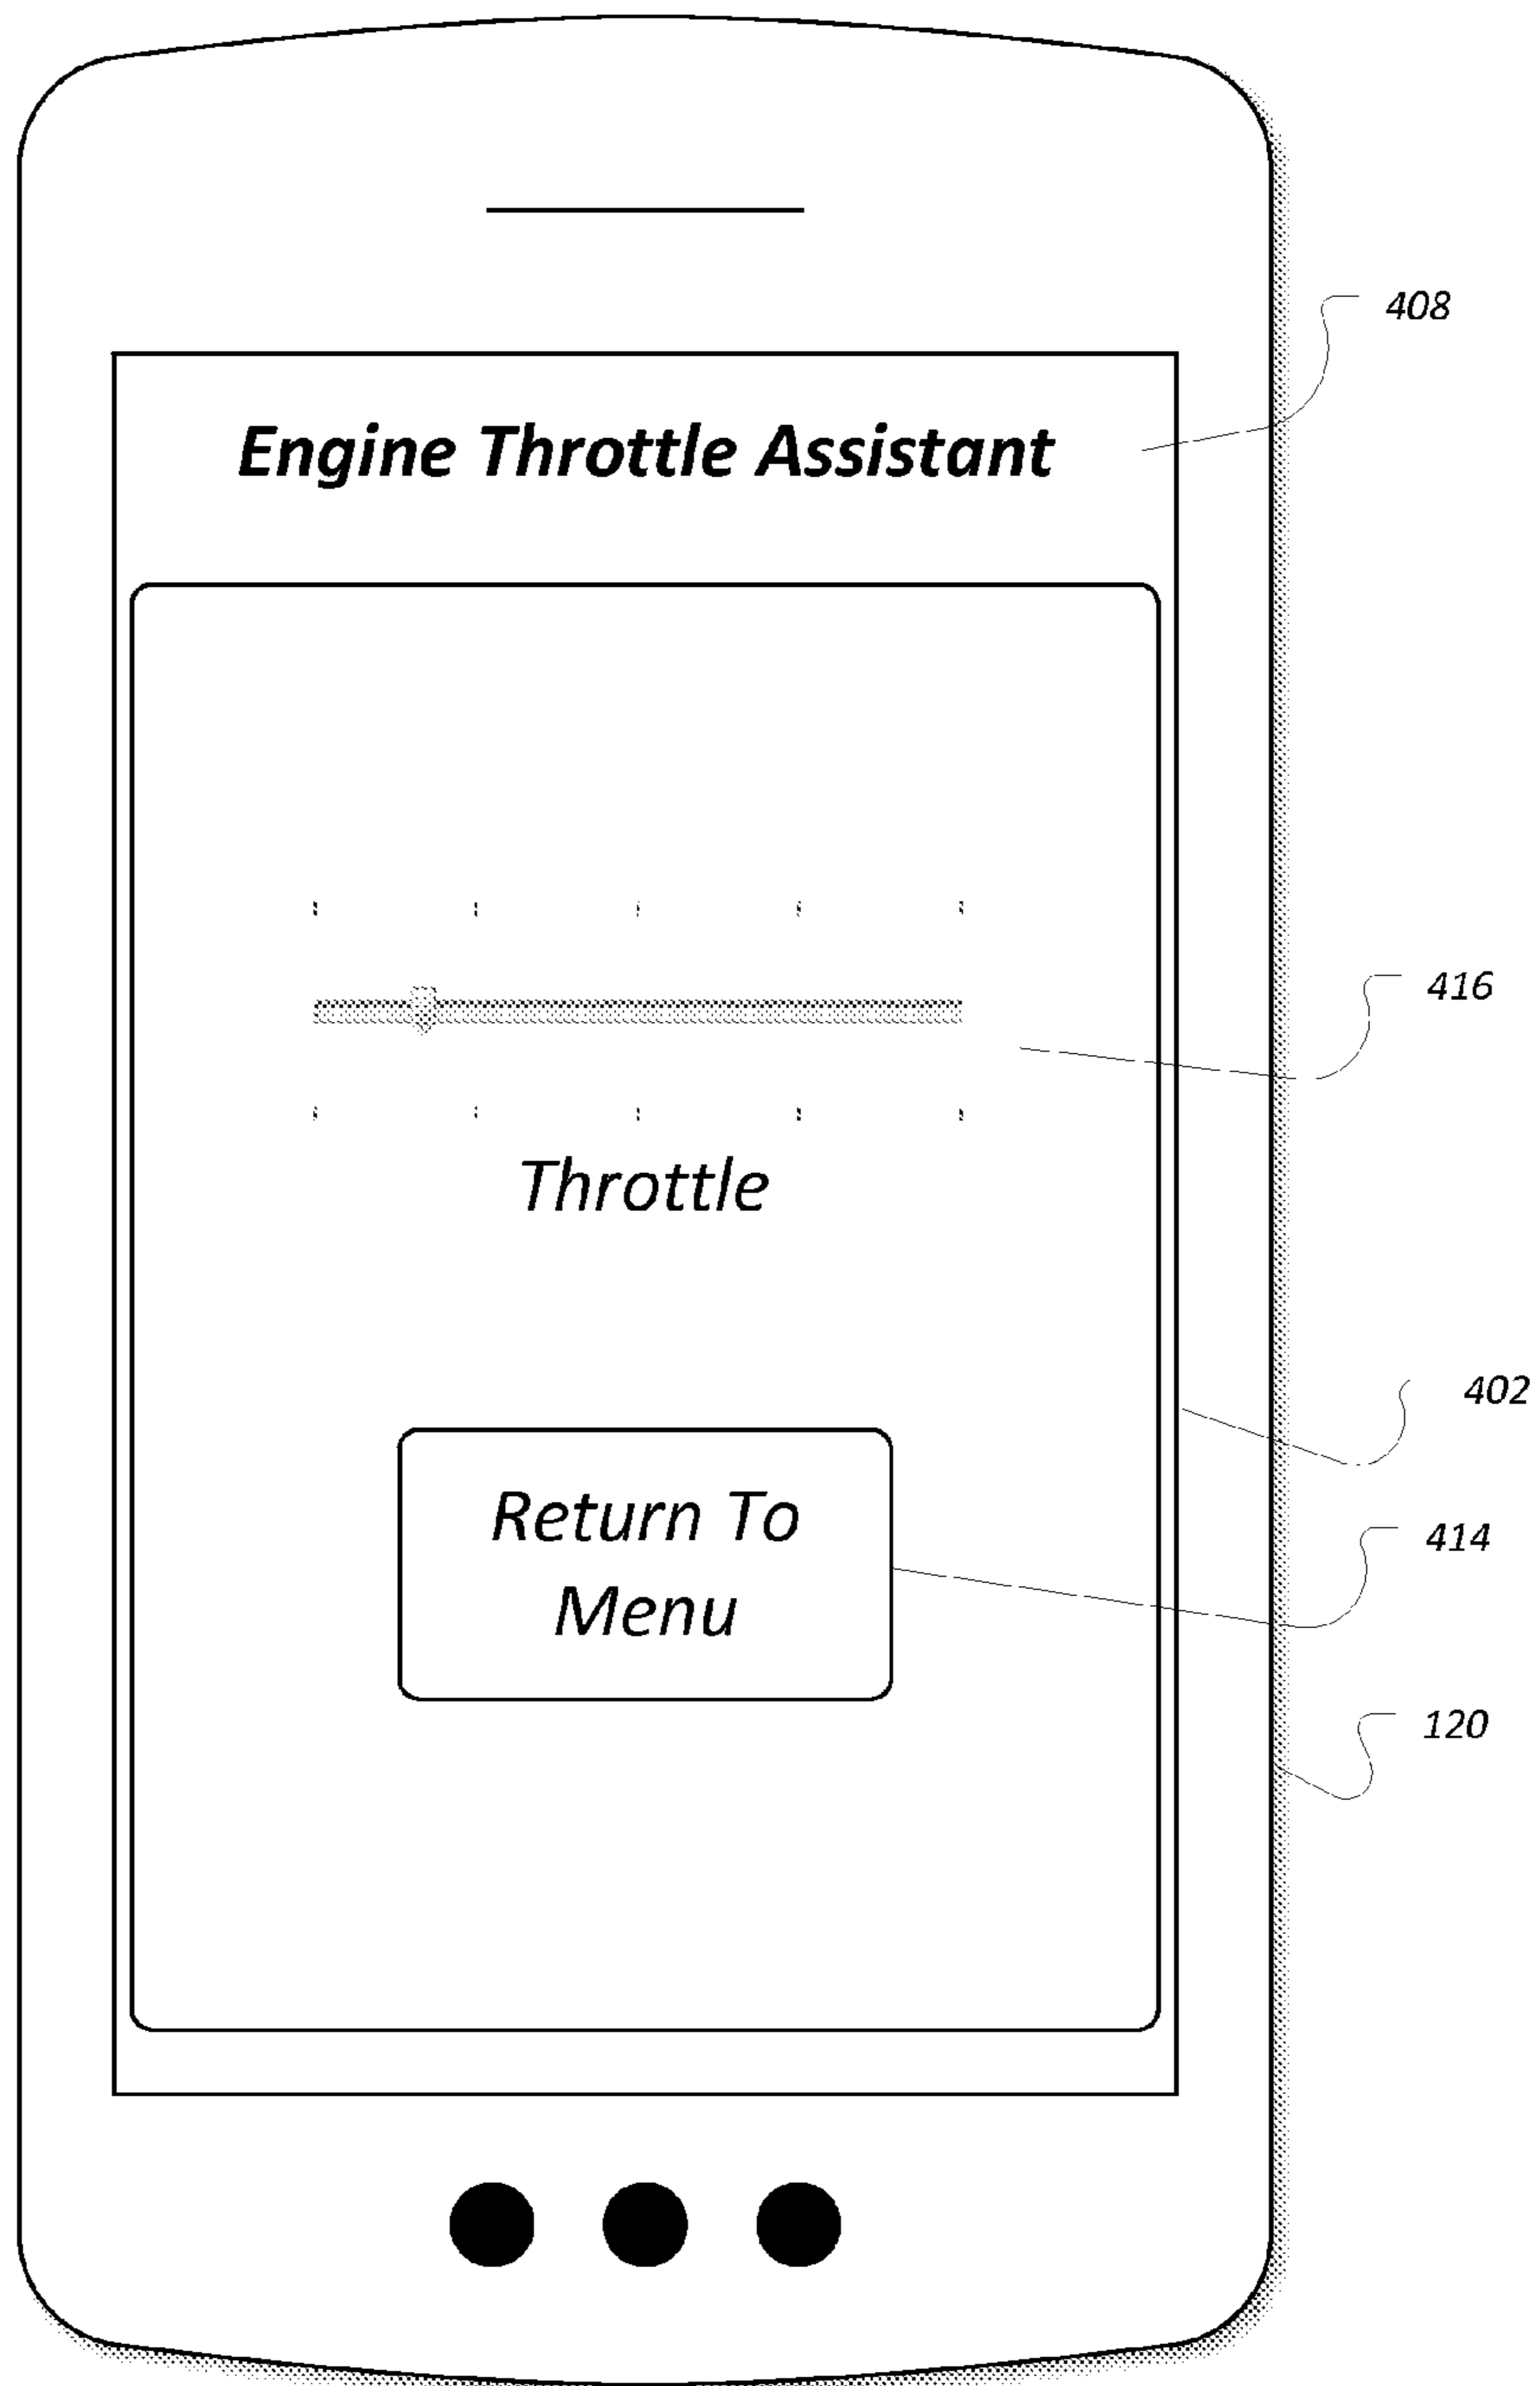 408
Engine Throttle Assistant
416
Throttle
402
Return To
Menu
414
120